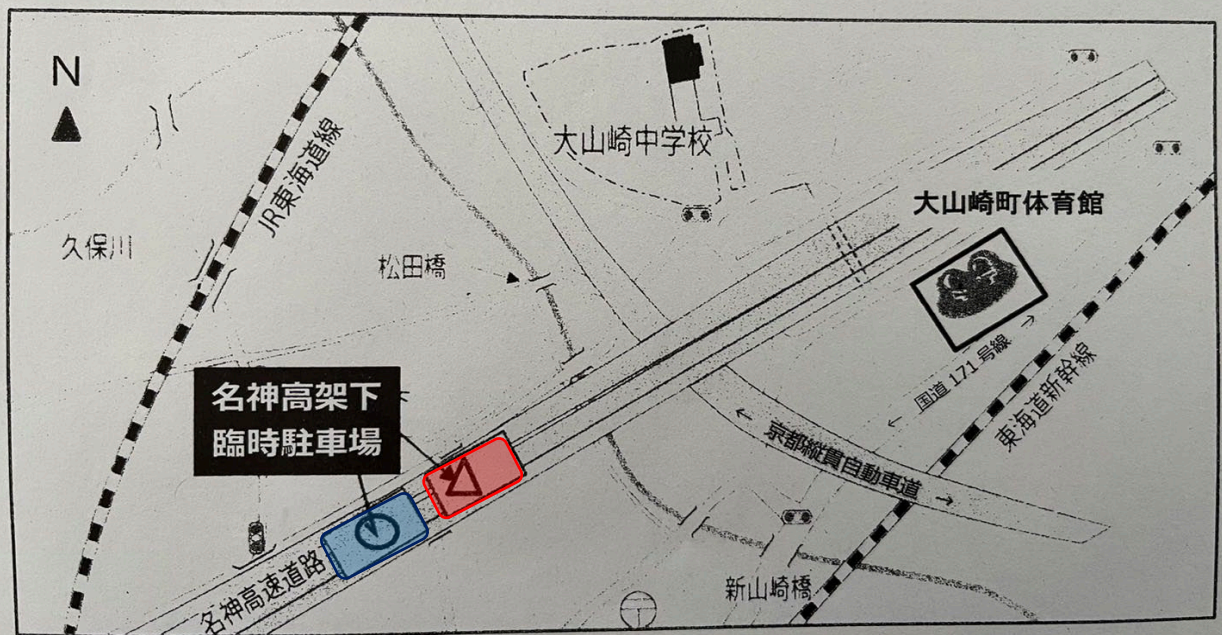 N
大山崎中学校
JR東海道線
大山崎町体育館
久保川
松田橋
国道171号線
東海道新幹線
名神高架下
臨時駐車場
京都縦貫自動車道
名神高速道路
新山崎橋